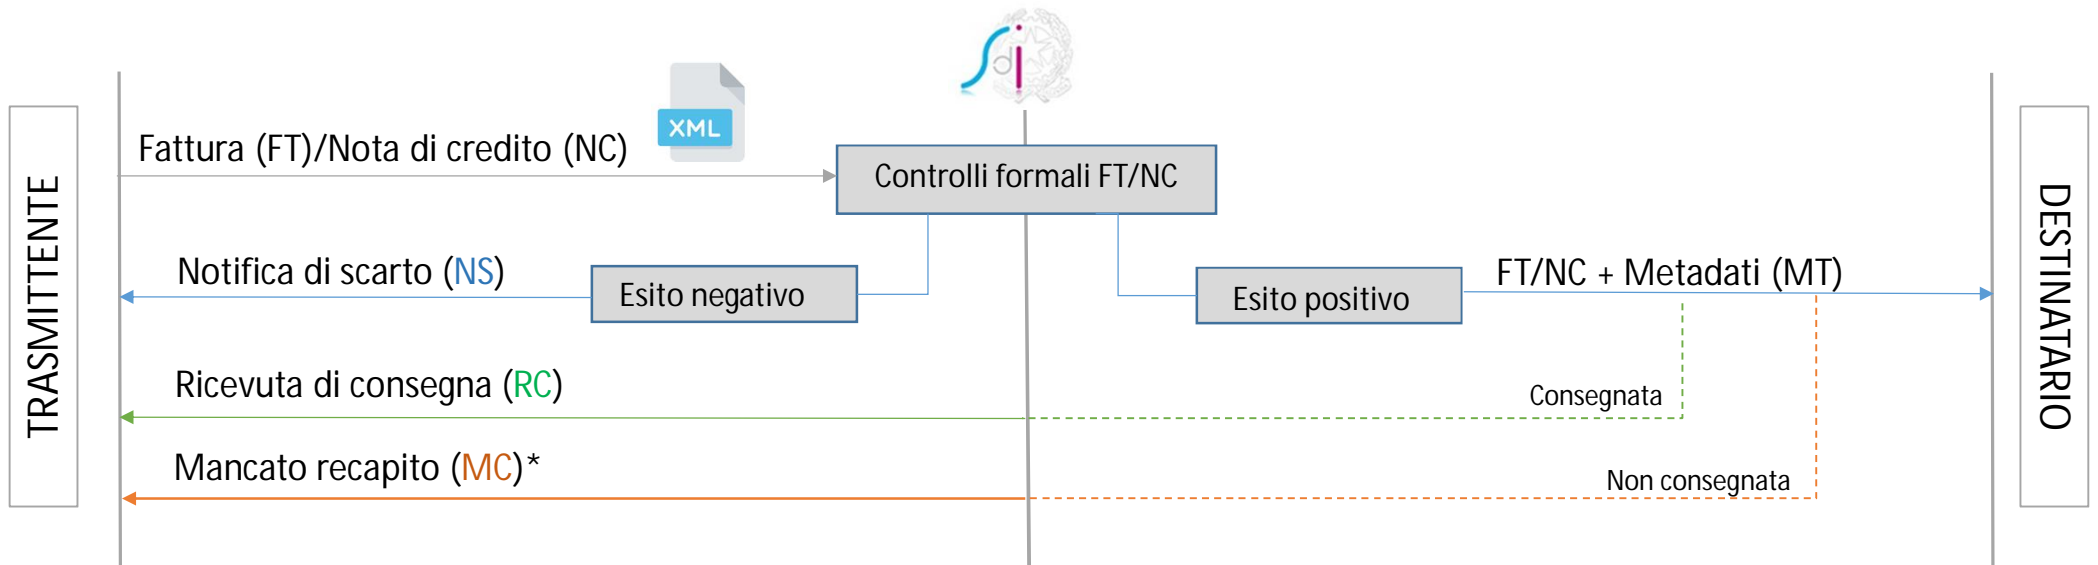 Sdi
XML
Fattura (FT)/Nota di credito (NC)
Controlli formali FT/NC
TRASMITTENTE
DESTINATARIO
Notifica di scarto (NS)
Esito negativo
Esito positivo
FT/NC + Metadati (MT)
Ricevuta di consegna (RC)
Consegnata
Mancato recapito (MC)*
Non consegnata